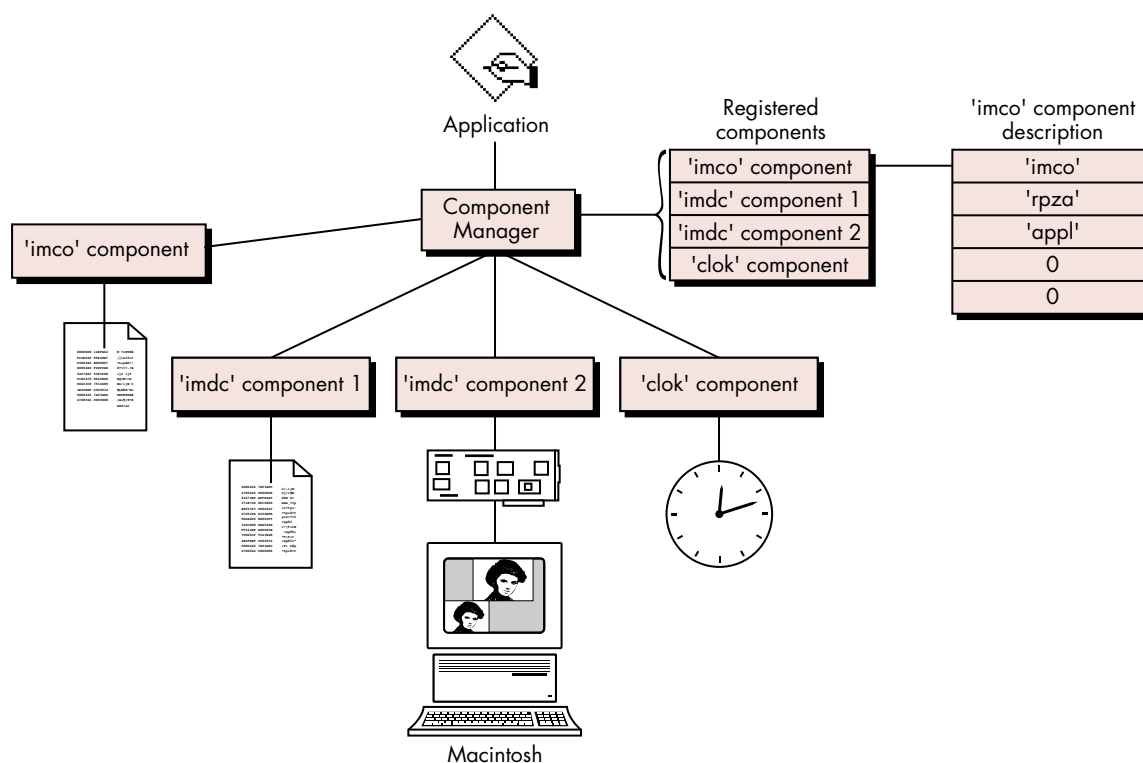 Application
Registered
components
'imco' component
description
Component
Manager
'imco' component
'imdc' component 1
'imdc' component 2
'clok' component
'imco'
'rpza'
'appl'
0
0
'imco' component
'imdc' component 1
'imdc' component 2
'clok' component
Macintosh